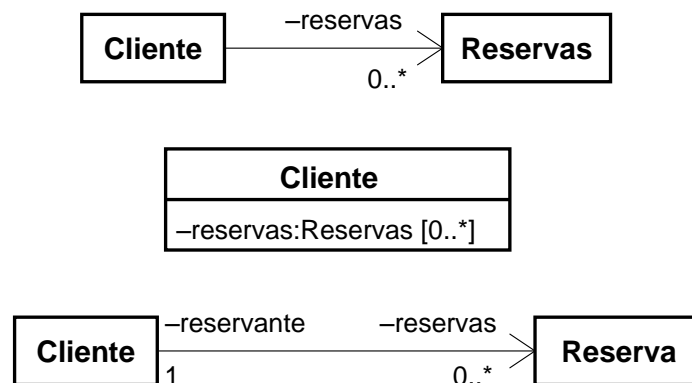 –reservas
Cliente Reservas
0..*
Cliente
–reservas:Reservas [0..*]
–reservante –reservas
Cliente Reserva
1 0..*